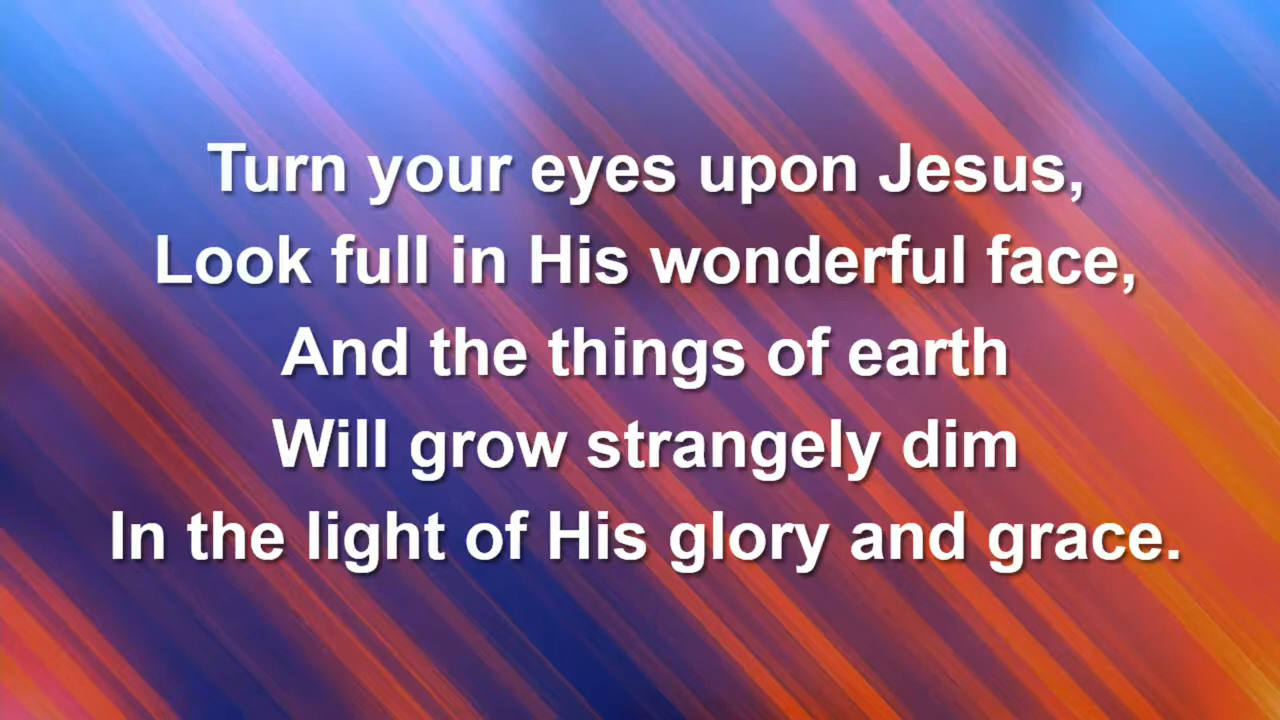 Turn your eyes upon Jesus,
Look full in His wonderful face,
And the things of earth
Will grow strangely dim
In the light of His glory and grace.